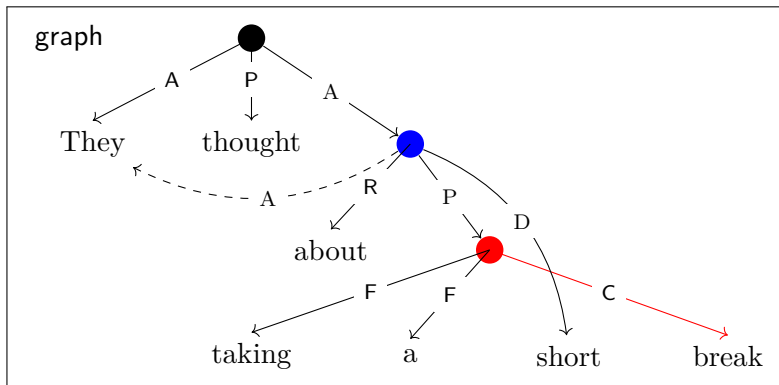 graph
A P A
They thought
A
R P D
about
F F C
taking a short break